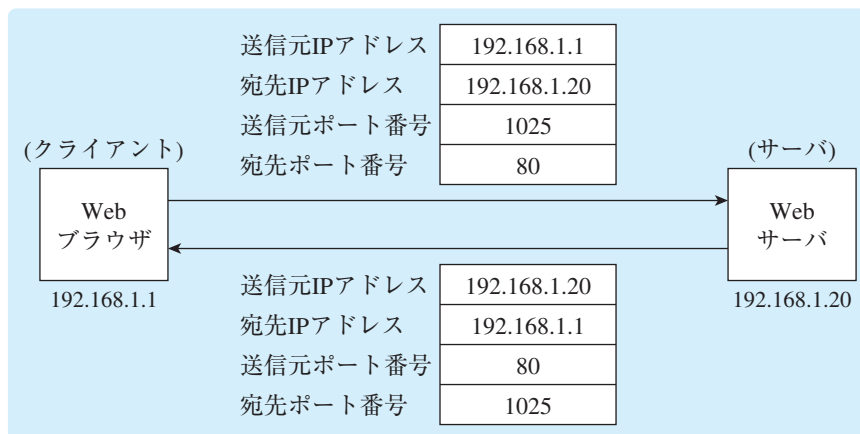 送信元IPアドレス 192.168.1.1
宛先IPアドレス 192.168.1.20
送信元ポート番号 1025
宛先ポート番号 80
(クライアント)
Web
ブラウザ
192.168.1.1
(サーバ)
Web
サーバ
192.168.1.20
送信元IPアドレス 192.168.1.20
宛先IPアドレス 192.168.1.1
送信元ポート番号 80
宛先ポート番号 1025